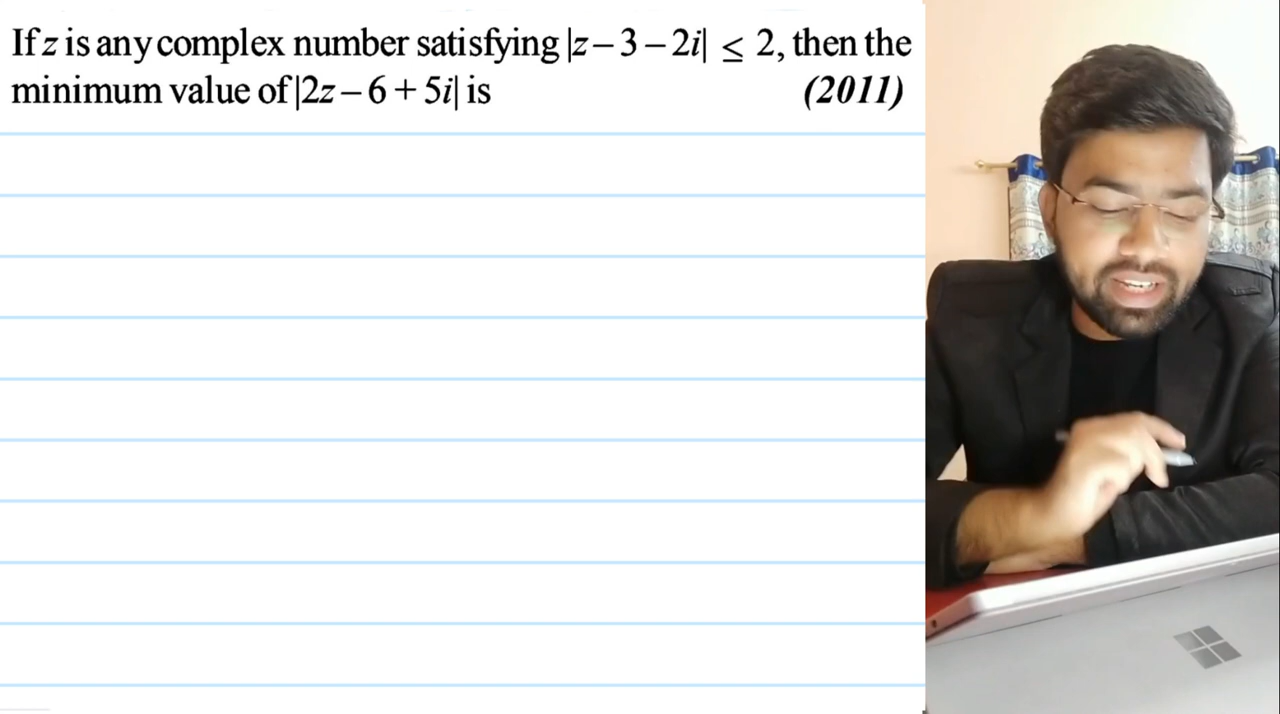 If z is any complex number satisfying |z – 3 – 2i| ≤ 2, then the
minimum value of |2z – 6 + 5i| is (2011)